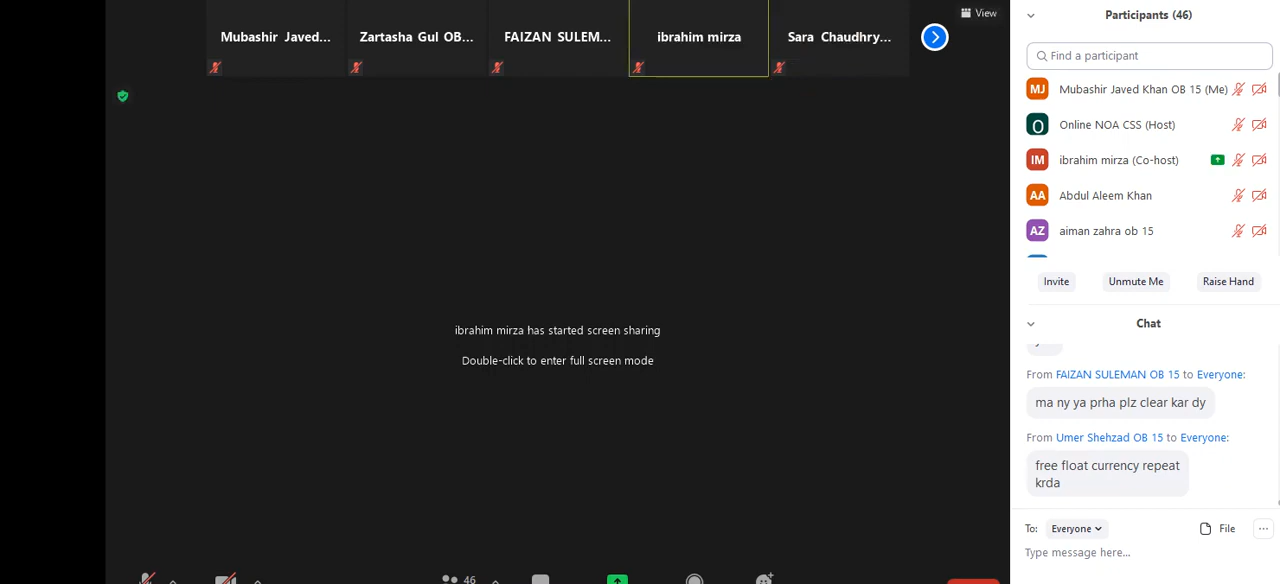 View
Mubashir Javed...
Zartasha Gul OB...
FAIZAN SULEM...
ibrahim mirza
Sara Chaudhry...
ibrahim mirza has started screen sharing
Double-click to enter full screen mode
46
Participants (46)
Find a participant
MJ Mubashir Javed Khan OB 15 (Me)
O Online NOA CSS (Host)
IM ibrahim mirza (Co-host)
AA Abdul Aleem Khan
AZ aiman zahra ob 15
Invite Unmute Me Raise Hand
Chat
From FAIZAN SULEMAN OB 15 to Everyone:
ma ny ya prha plz clear kar dy
From Umer Shehzad OB 15 to Everyone:
free float currency repeat
krda
To: Everyone File
Type message here...